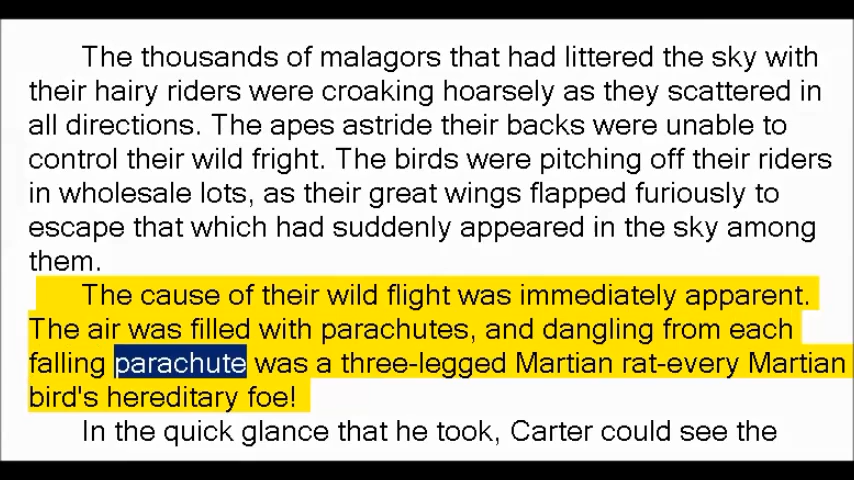 The thousands of malagors that had littered the sky with
their hairy riders were croaking hoarsely as they scattered in
all directions. The apes astride their backs were unable to
control their wild fright. The birds were pitching off their riders
in wholesale lots, as their great wings flapped furiously to
escape that which had suddenly appeared in the sky among
them.
The cause of their wild flight was immediately apparent.
The air was filled with parachutes, and dangling from each
falling parachute was a three-legged Martian rat-every Martian
bird's hereditary foe!
In the quick glance that he took, Carter could see the